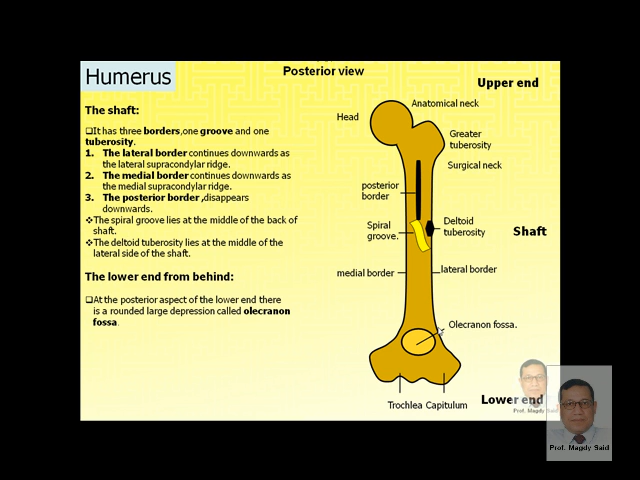 Humerus
Posterior view
Upper end
The shaft:
❑It has three borders,one groove and one
tuberosity.
1. The lateral border continues downwards as
the lateral supracondylar ridge.
2. The medial border continues downwards as
the medial supracondylar ridge.
3. The posterior border ,disappears
downwards.
❖The spiral groove lies at the middle of the back of
shaft.
❖The deltoid tuberosity lies at the middle of the
lateral side of the shaft.
The lower end from behind:
❑At the posterior aspect of the lower end there
is a rounded large depression called olecranon
fossa.
Head
Anatomical neck
Greater
tuberosity
Surgical neck
posterior
border
Spiral
groove.
Deltoid
tuberosity
Shaft
medial border
lateral border
Olecranon fossa.
Trochlea Capitulum
Lower end
Prof. Magdy Said
Prof. Magdy Said